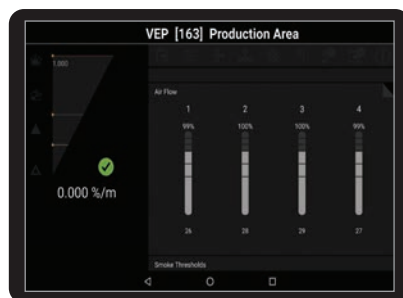 VEP [163] Production Area
1,000
Air Flow
1 2 3 4
99% 100% 100% 99%
0.000 %/m
26 28 29 27
Smoke Thresholds